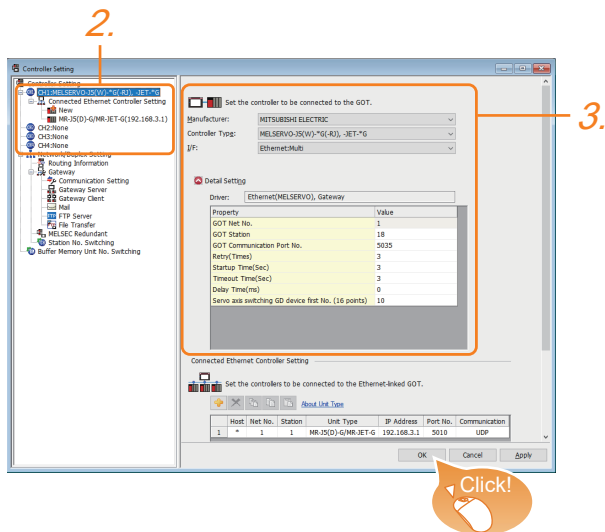 2.
Controller Setting
Controller Setting
CH1:MELSERVO-J5(W)-*G(-RJ), -JET-*G
Connected Ethernet Controller Setting
New
MR-J5(D)-G/MR-JET-G(192.168.3.1)
CH2:None
CH3:None
CH4:None
Network/Duplex Setting
Routing Information
Gateway
Communication Setting
Gateway Server
Gateway Client
Mail
FTP Server
File Transfer
MELSEC Redundant
Station No. Switching
Buffer Memory Unit No. Switching
Set the controller to be connected to the GOT.
3.
Manufacturer: MITSUBISHI ELECTRIC
Controller Type: MELSERVO-J5(W)-*G(-RJ), -JET-*G
I/F: Ethernet:Multi
Detail Setting
Driver: Ethernet(MELSERVO), Gateway
Property Value
GOT Net No. 1
GOT Station 18
GOT Communication Port No. 5035
Retry(Times) 3
Startup Time(Sec) 3
Timeout Time(Sec) 3
Delay Time(ms) 0
Servo axis switching GD device first No. (16 points) 10
Connected Ethernet Controller Setting
Set the controllers to be connected to the Ethernet-linked GOT.
About Unit Type
Host Net No. Station Unit Type IP Address Port No. Communication
1 * 1 1 MR-J5(D)-G/MR-JET-G 192.168.3.1 5010 UDP
OK Cancel Apply
Click!